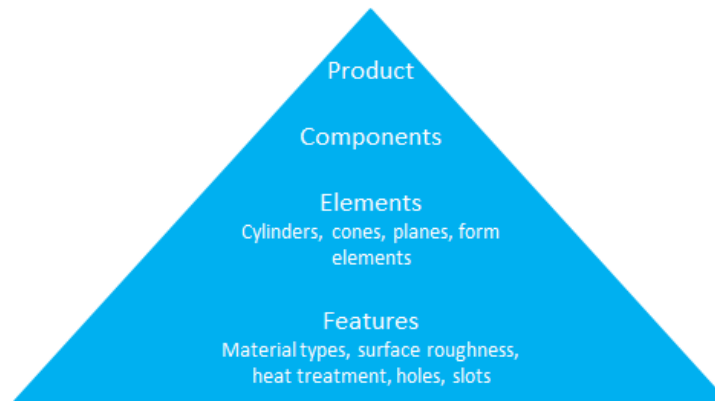 Product
Components
Elements
Cylinders, cones, planes, form
elements
Features
Material types, surface roughness,
heat treatment, holes, slots